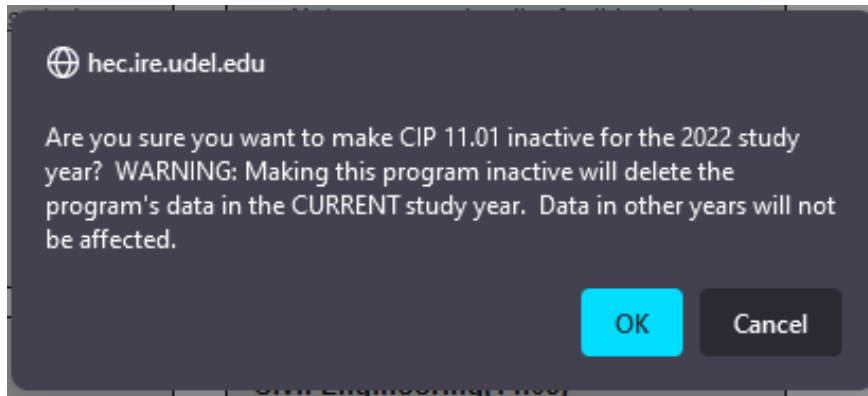 hec.ire.udel.edu
Are you sure you want to make CIP 11.01 inactive for the 2022 study
year?  WARNING: Making this program inactive will delete the
program's data in the CURRENT study year.  Data in other years will not
be affected.
OK
Cancel